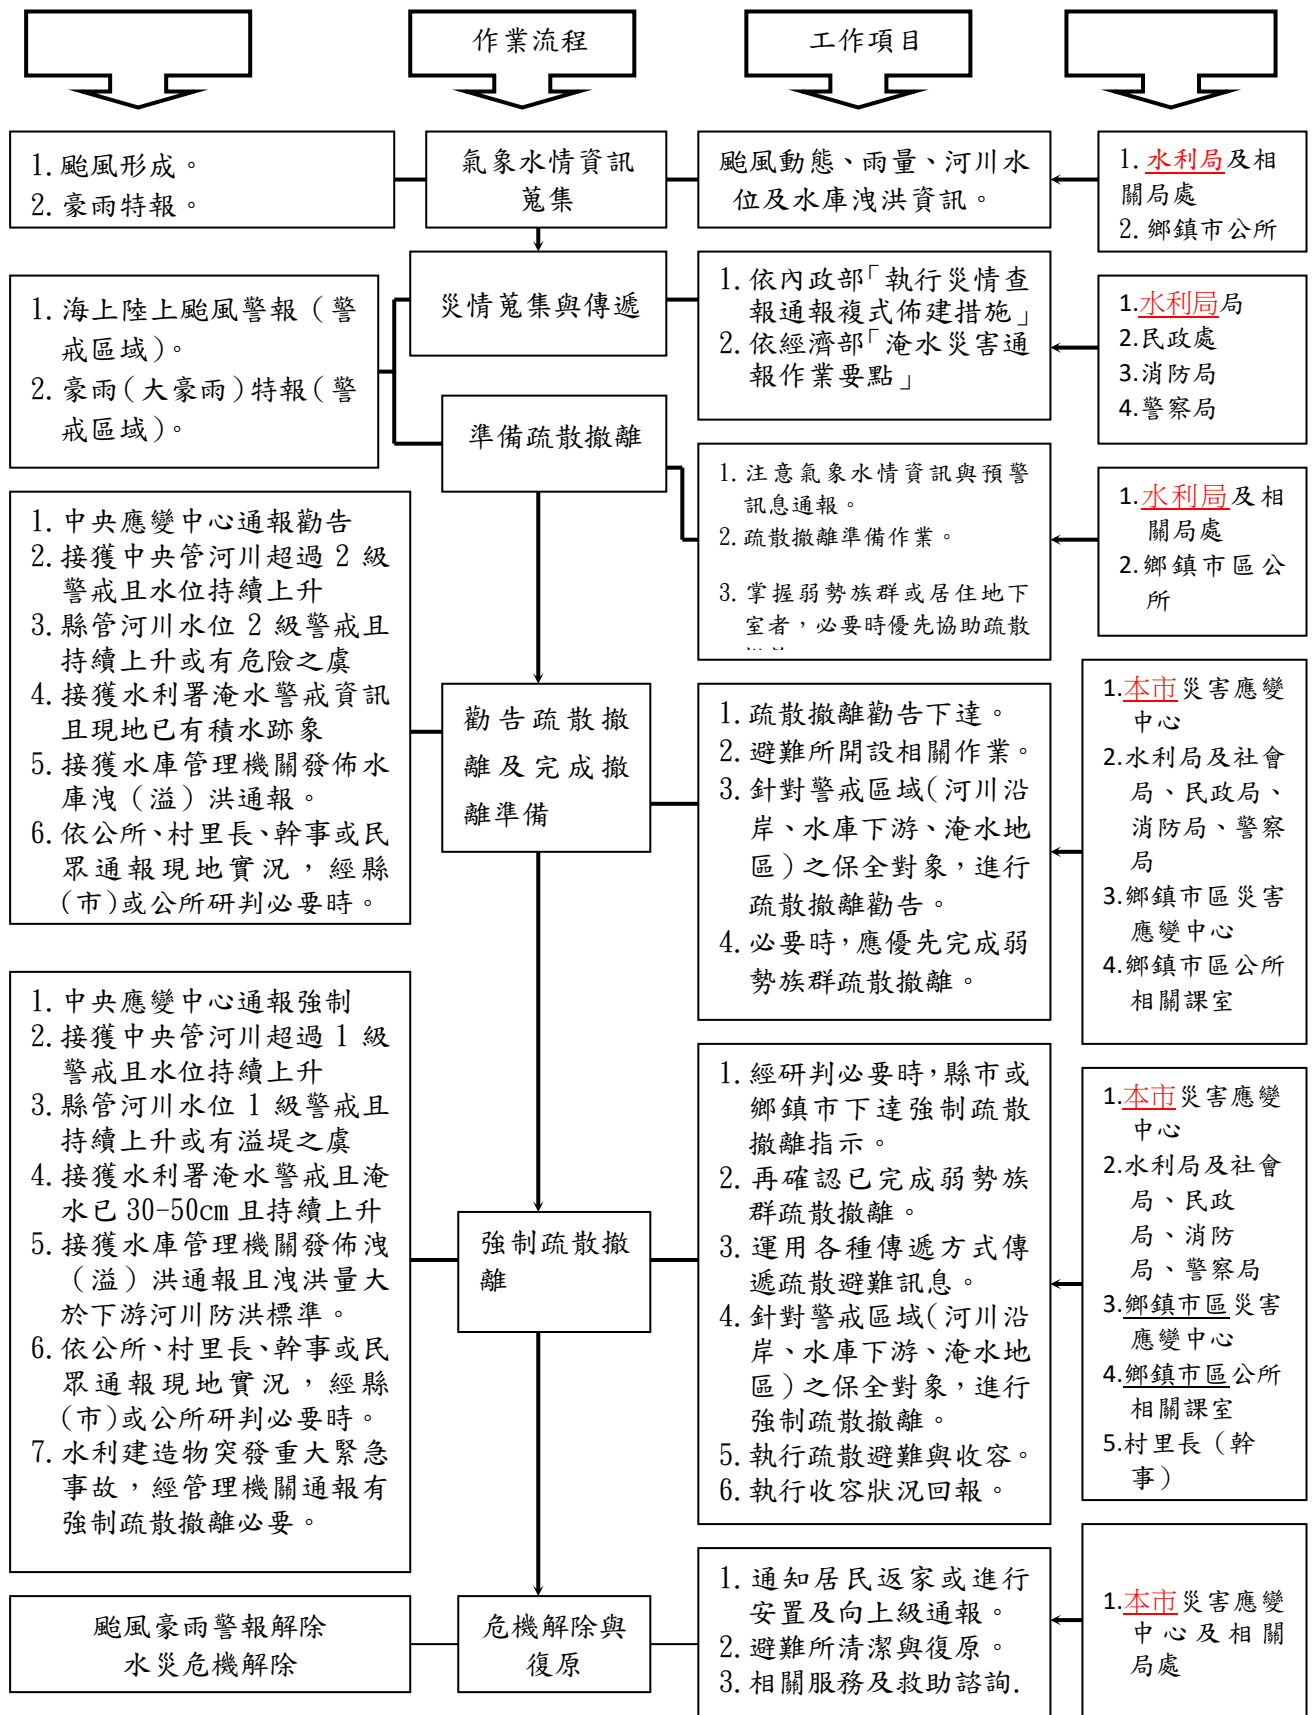 作業流程
工作項目
1. 颱風形成。
2. 豪雨特報。
氣象水情資訊
蒐集
颱風動態、雨量、河川水
位及水庫洩洪資訊。
1. 水利局及相
關局處
2. 鄉鎮市公所
1. 海上陸上颱風警報（警
戒區域）。
2. 豪雨（大豪雨）特報（警
戒區域）。
災情蒐集與傳遞
1. 依內政部「執行災情查
報通報複式佈建措施」
2. 依經濟部「淹水災害通
報作業要點」
1.水利局局
2.民政處
3.消防局
4.警察局
準備疏散撤離
1. 注意氣象水情資訊與預警
訊息通報。
2. 疏散撤離準備作業。
3. 掌握弱勢族群或居住地下
室者，必要時優先協助疏散
1.水利局及相
關局處
2.鄉鎮市區公
所
1. 中央應變中心通報勸告
2. 接獲中央管河川超過 2 級
警戒且水位持續上升
3. 縣管河川水位 2 級警戒且
持續上升或有危險之虞
4. 接獲水利署淹水警戒資訊
且現地已有積水跡象
5. 接獲水庫管理機關發佈水
庫洩（溢）洪通報。
6. 依公所、村里長、幹事或民
眾通報現地實況，經縣
(市)或公所研判必要時。
勸告疏散撤
離及完成撤
離準備
1. 疏散撤離勸告下達。
2. 避難所開設相關作業。
3. 針對警戒區域(河川沿
岸、水庫下游、淹水地
區）之保全對象，進行
疏散撤離勸告。
4. 必要時，應優先完成弱
勢族群疏散撤離。
1.本市災害應變
中心
2.水利局及社會
局、民政局、
消防局、警察
局
3.鄉鎮市區災害
應變中心
4.鄉鎮市區公所
相關課室
1. 中央應變中心通報強制
2. 接獲中央管河川超過 1 級
警戒且水位持續上升
3. 縣管河川水位 1 級警戒且
持續上升或有溢堤之虞
4. 接獲水利署淹水警戒且淹
水已 30-50cm 且持續上升
5. 接獲水庫管理機關發佈洩
（溢）洪通報且洩洪量大
於下游河川防洪標準。
6. 依公所、村里長、幹事或民
眾通報現地實況，經縣
(市)或公所研判必要時。
7. 水利建造物突發重大緊急
事故，經管理機關通報有
強制疏散撤離必要。
強制疏散撤
離
1. 經研判必要時，縣市或
鄉鎮市下達強制疏散
撤離指示。
2. 再確認已完成弱勢族
群疏散撤離。
3. 運用各種傳遞方式傳
遞疏散避難訊息。
4. 針對警戒區域(河川沿
岸、水庫下游、淹水地
區）之保全對象，進行
強制疏散撤離。
5. 執行疏散避難與收容。
6. 執行收容狀況回報。
1.本市災害應變
中心
2.水利局及社會
局、民政
局、消防
局、警察局
3.鄉鎮市區災害
應變中心
4.鄉鎮市區公所
相關課室
5.村里長（幹
事）
颱風豪雨警報解除
水災危機解除
危機解除與
復原
1. 通知居民返家或進行
安置及向上級通報。
2. 避難所清潔與復原。
3. 相關服務及救助諮詢.
1.本市災害應變
中心及相關
局處